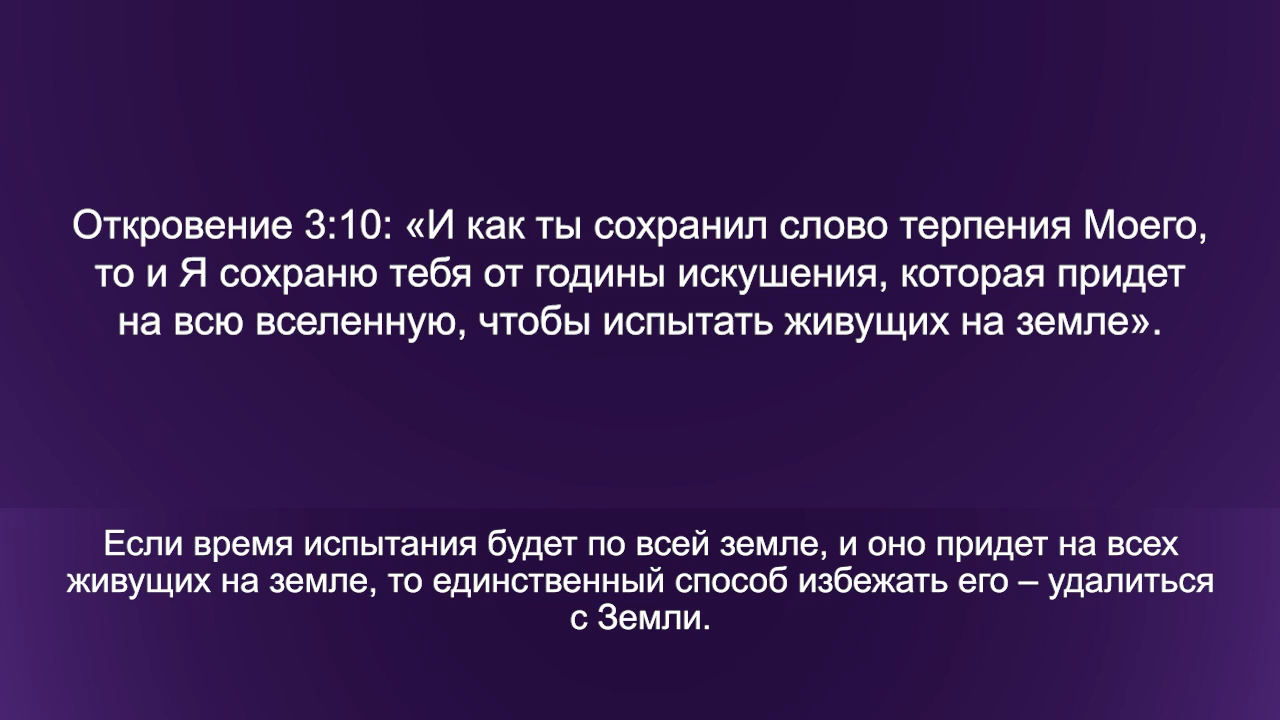 Откровение 3:10: «И как ты сохранил слово терпения Моего,
то и Я сохраню тебя от годины искушения, которая придет
на всю вселенную, чтобы испытать живущих на земле».
Если время испытания будет по всей земле, и оно придет на всех
живущих на земле, то единственный способ избежать его – удалиться
с Земли.